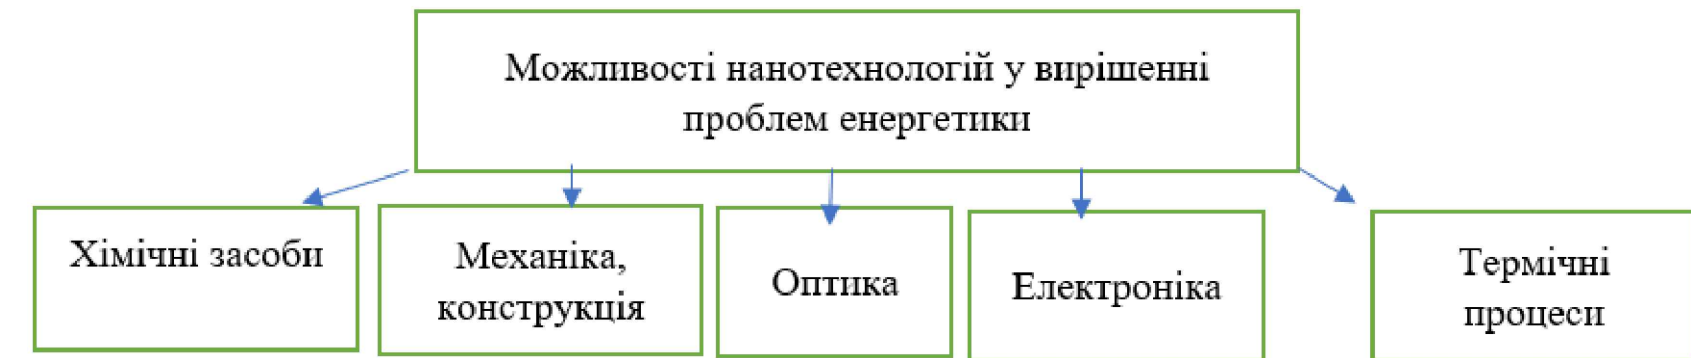 Можливості нанотехнологій у вирішенні
проблем енергетики
Хімічні засоби
Механіка,
конструкція
Оптика
Електроніка
Термічні
процеси